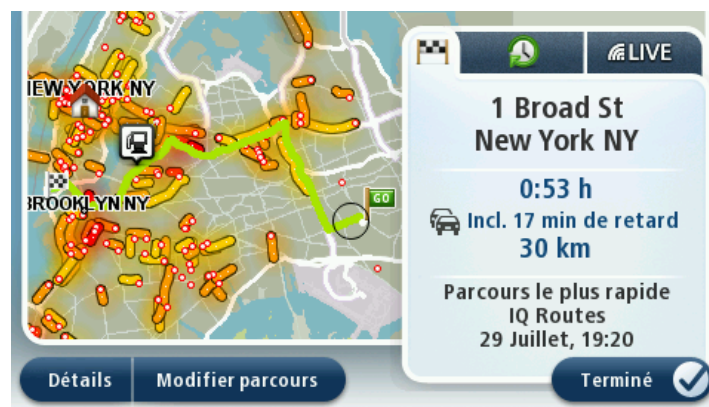 NEW YORK NY
BROOKLYN NY
GO
LIVE
1 Broad St
New York NY
0:53 h
Incl. 17 min de retard
30 km
Parcours le plus rapide
IQ Routes
29 Juillet, 19:20
Détails
Modifier parcours
Terminé